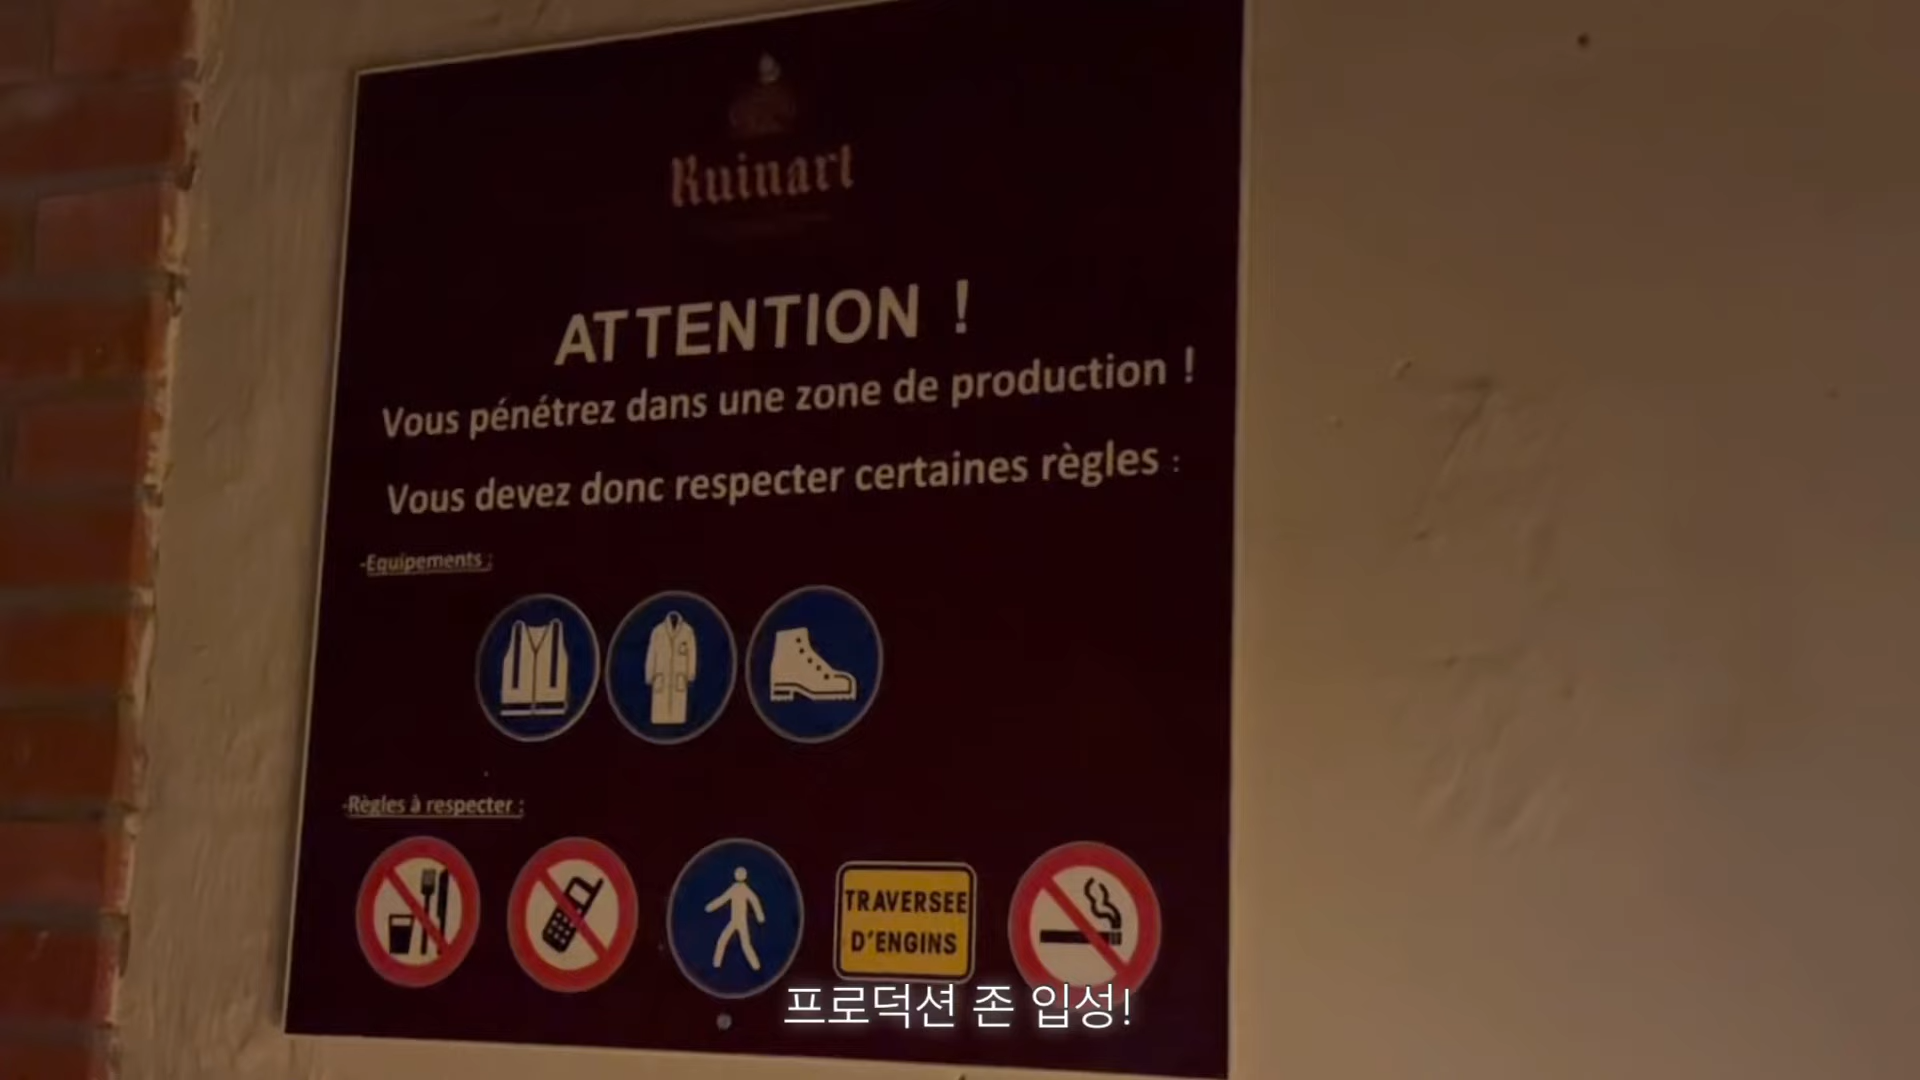 Ruinart
ATTENTION !
Vous pénétrez dans une zone de production !
Vous devez donc respecter certaines règles :
-Equipements :
-Règles à respecter :
TRAVERSEE
D'ENGINS
프로덕션 존 입성!